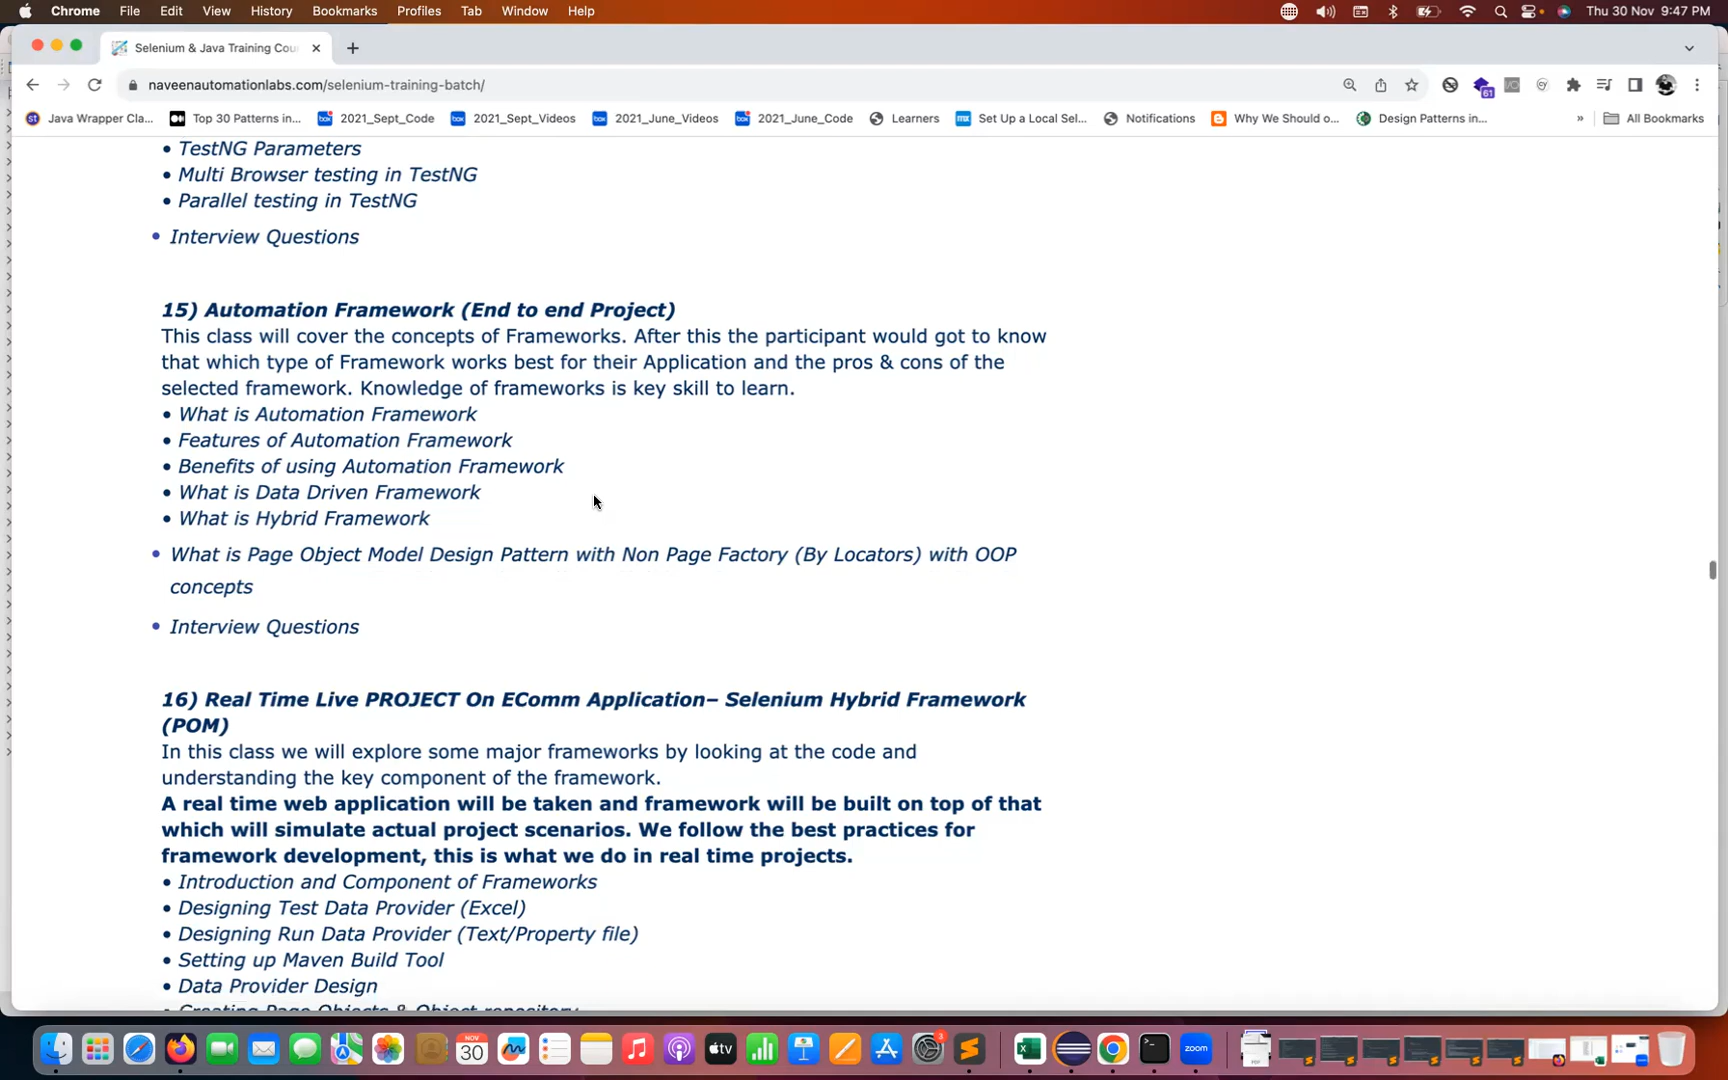 Chrome File Edit View History Bookmarks Profiles Tab Window Help Thu 30 Nov 9:47 PM
Selenium & Java Training Cou
naveenautomationlabs.com/selenium-training-batch/
61
Java Wrapper Cla... Top 30 Patterns in... 2021_Sept_Code 2021_Sept_Videos 2021_June_Videos 2021_June_Code Learners Set Up a Local Sel... Notifications Why We Should o... Design Patterns in... » All Bookmarks
• TestNG Parameters
• Multi Browser testing in TestNG
• Parallel testing in TestNG
• Interview Questions
15) Automation Framework (End to end Project)
This class will cover the concepts of Frameworks. After this the participant would got to know
that which type of Framework works best for their Application and the pros & cons of the
selected framework. Knowledge of frameworks is key skill to learn.
• What is Automation Framework
• Features of Automation Framework
• Benefits of using Automation Framework
• What is Data Driven Framework
• What is Hybrid Framework
• What is Page Object Model Design Pattern with Non Page Factory (By Locators) with OOP
concepts
• Interview Questions
16) Real Time Live PROJECT On EComm Application– Selenium Hybrid Framework
(POM)
In this class we will explore some major frameworks by looking at the code and
understanding the key component of the framework.
A real time web application will be taken and framework will be built on top of that
which will simulate actual project scenarios. We follow the best practices for
framework development, this is what we do in real time projects.
• Introduction and Component of Frameworks
• Designing Test Data Provider (Excel)
• Designing Run Data Provider (Text/Property file)
• Setting up Maven Build Tool
• Data Provider Design
• Creating Page Objects & Object repository
NOV
30
tv
3
zoom